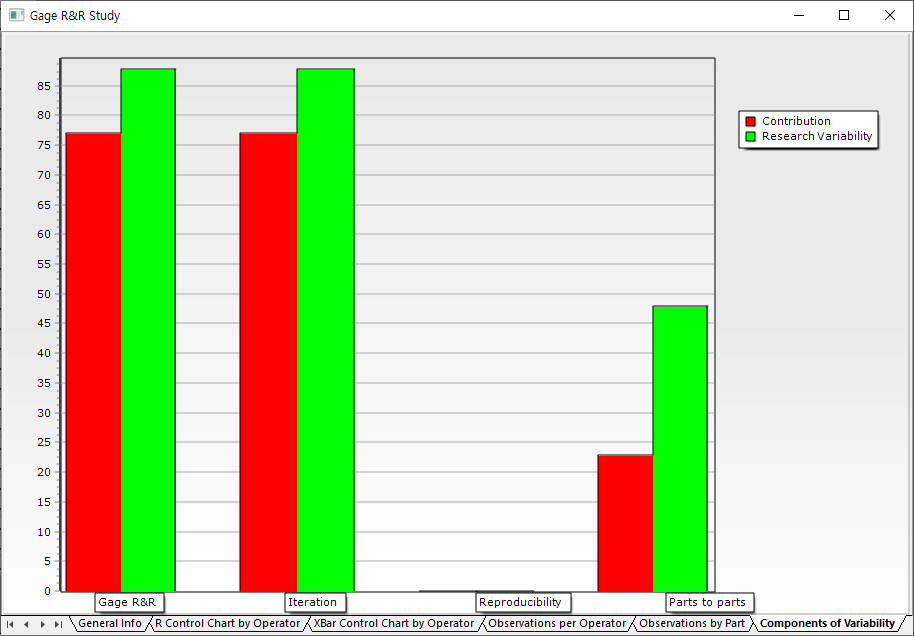 Gage R&R Study
85
80
75
70
65
60
55
50
45
40
35
30
25
20
15
10
5
0
Contribution
Research Variability
Gage R&R
Iteration
Reproducibility
Parts to parts
General Info
R Control Chart by Operator
XBar Control Chart by Operator
Observations per Operator
Observations by Part
Components of Variability